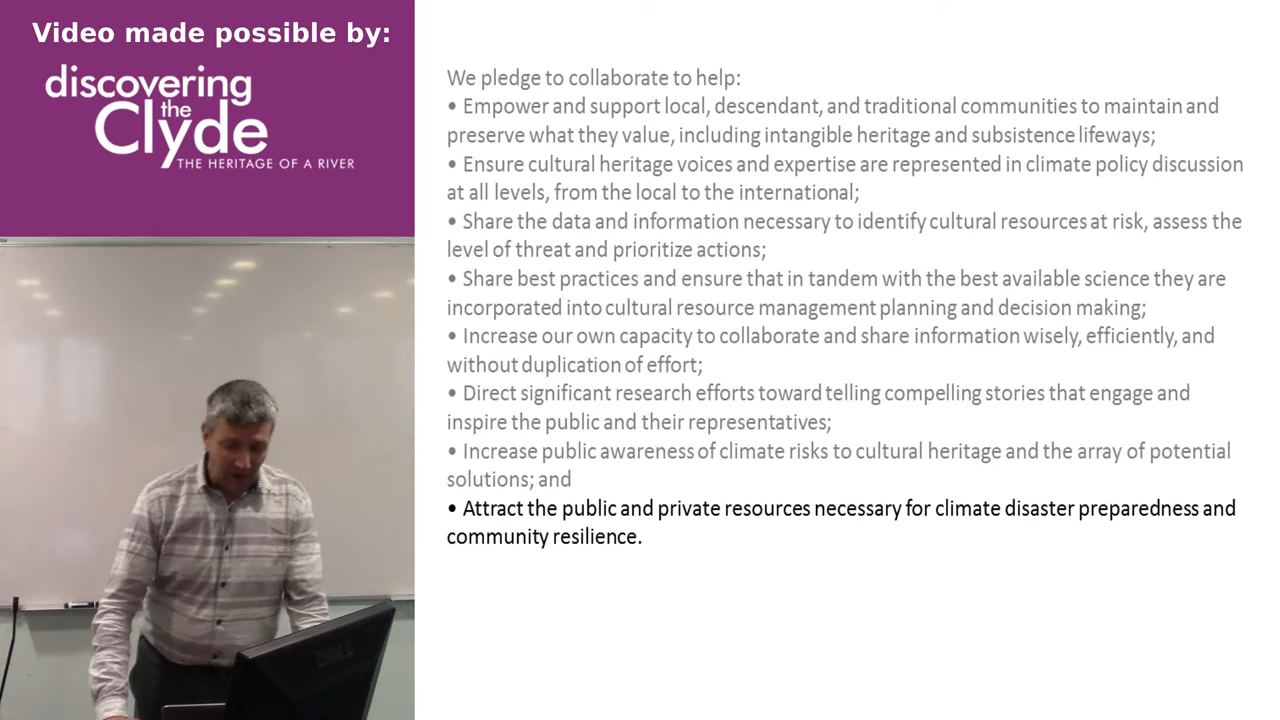 Video made possible by:
discovering
the
Clyde
THE HERITAGE OF A RIVER
We pledge to collaborate to help:
• Empower and support local, descendant, and traditional communities to maintain and
preserve what they value, including intangible heritage and subsistence lifeways;
• Ensure cultural heritage voices and expertise are represented in climate policy discussion
at all levels, from the local to the international;
• Share the data and information necessary to identify cultural resources at risk, assess the
level of threat and prioritize actions;
• Share best practices and ensure that in tandem with the best available science they are
incorporated into cultural resource management planning and decision making;
• Increase our own capacity to collaborate and share information wisely, efficiently, and
without duplication of effort;
• Direct significant research efforts toward telling compelling stories that engage and
inspire the public and their representatives;
• Increase public awareness of climate risks to cultural heritage and the array of potential
solutions; and
• Attract the public and private resources necessary for climate disaster preparedness and
community resilience.